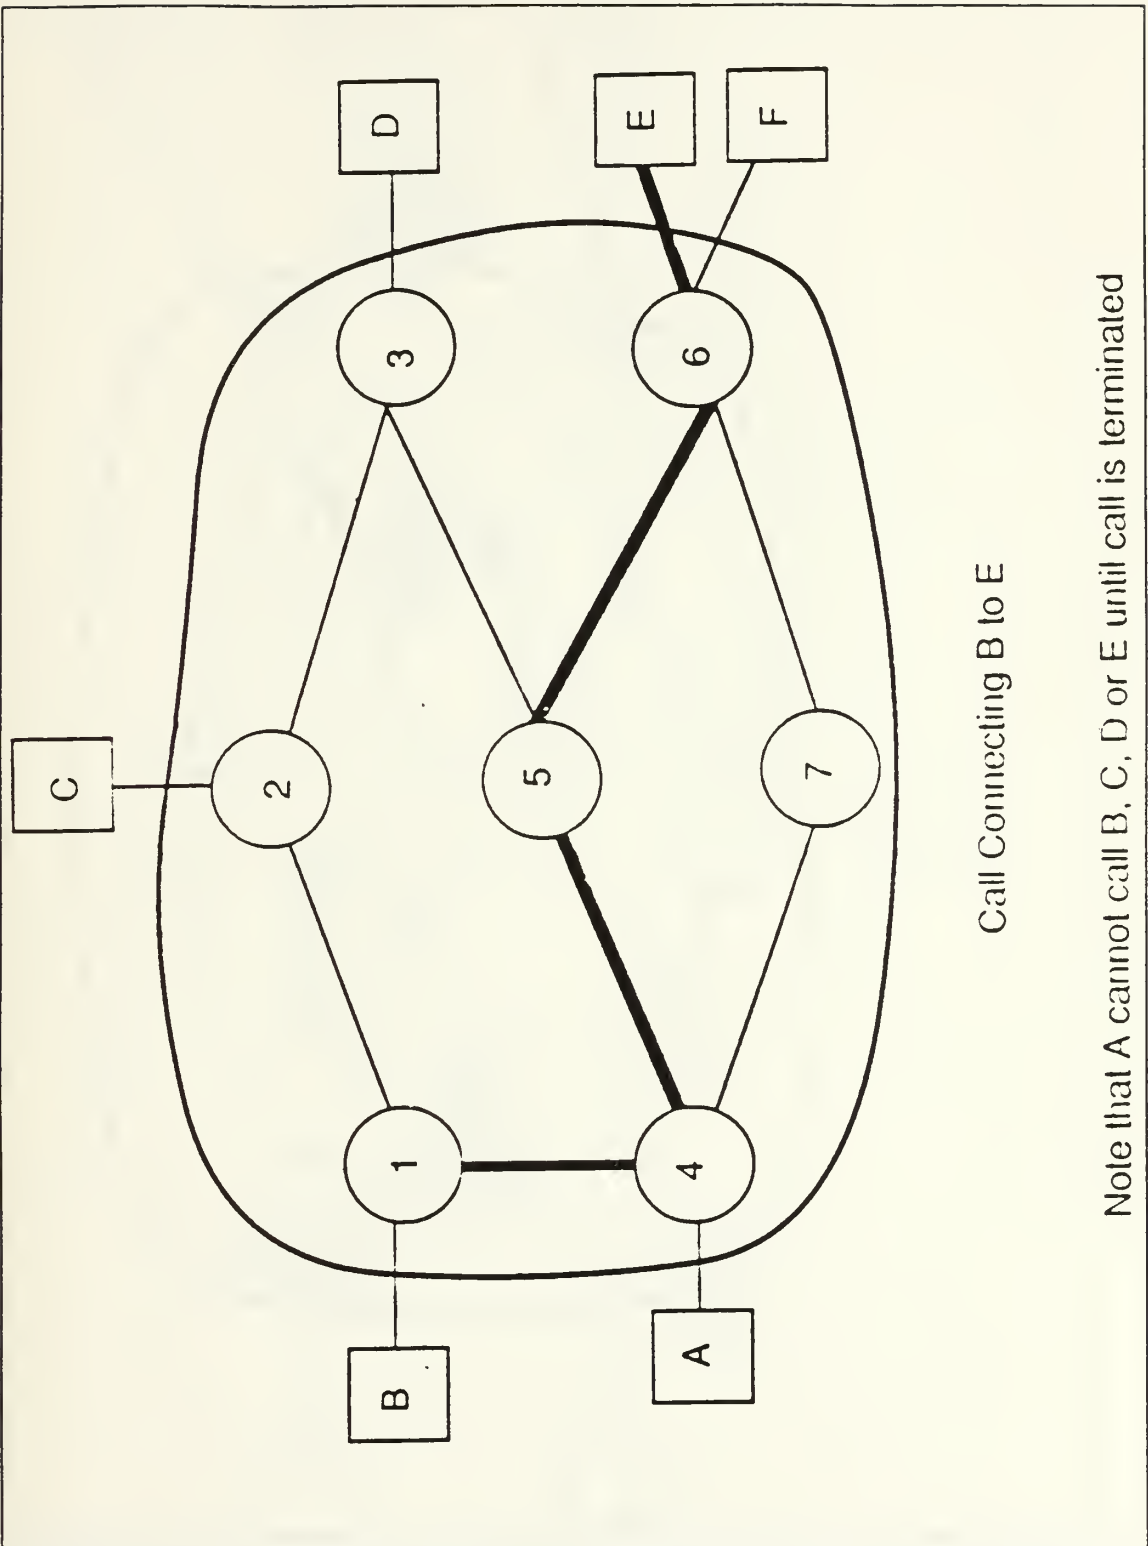 C
B
1
2
3
D
5
A
4
6
E
F
7
Call Connecting B to E
Note that A cannot call B, C, D or E until call is terminated